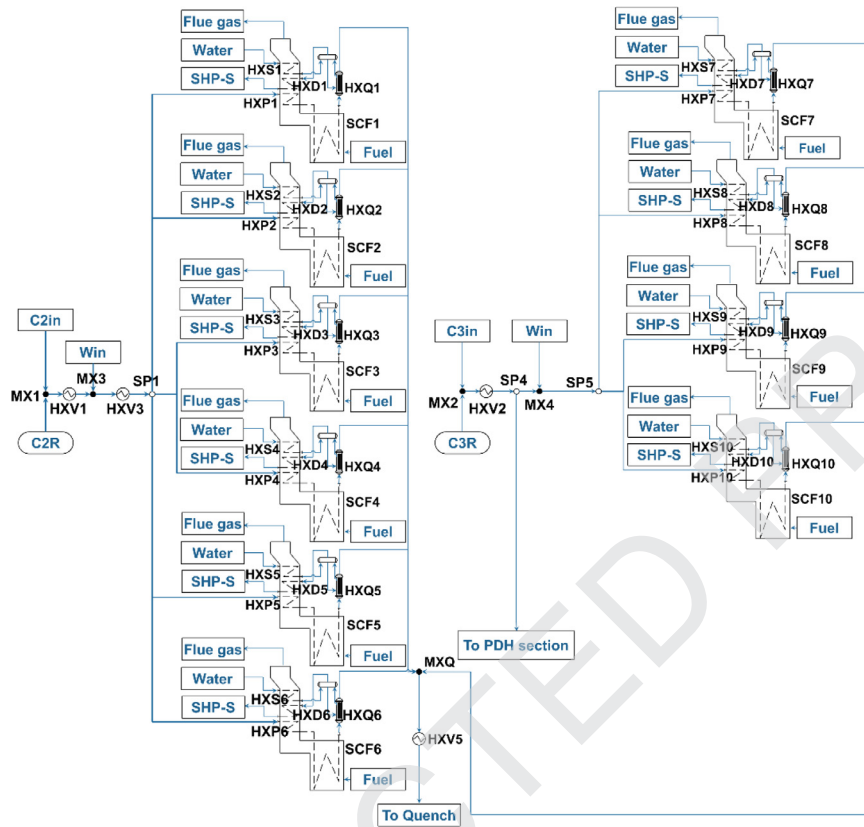 Flue gas
Water
SHP-S
HXS1
HXD1
HXQ1
HXP1
SCF1
Fuel
Flue gas
Water
SHP-S
HXS2
HXD2
HXQ2
HXP2
SCF2
Fuel
Flue gas
Water
SHP-S
HXS3
HXD3
HXQ3
HXP3
SCF3
Fuel
C2in
Win
MX1
HXV1
MX3
HXV3
SP1
C2R
Flue gas
Water
SHP-S
HXS4
HXD4
HXQ4
HXP4
SCF4
Fuel
Flue gas
Water
SHP-S
HXS5
HXD5
HXQ5
HXP5
SCF5
Fuel
Flue gas
Water
SHP-S
HXS6
HXD6
HXQ6
HXP6
SCF6
Fuel
Flue gas
Water
SHP-S
HXS7
HXD7
HXQ7
HXP7
SCF7
Fuel
Flue gas
Water
SHP-S
HXS8
HXD8
HXQ8
HXP8
SCF8
Fuel
Flue gas
Water
SHP-S
HXS9
HXD9
HXQ9
HXP9
SCF9
Fuel
C3in
Win
MX2
HXV2
SP4
MX4
SP5
C3R
Flue gas
Water
SHP-S
HXS10
HXD10
HXQ10
HXP10
SCF10
Fuel
To PDH section
MXQ
HXV5
To Quench
STED PP